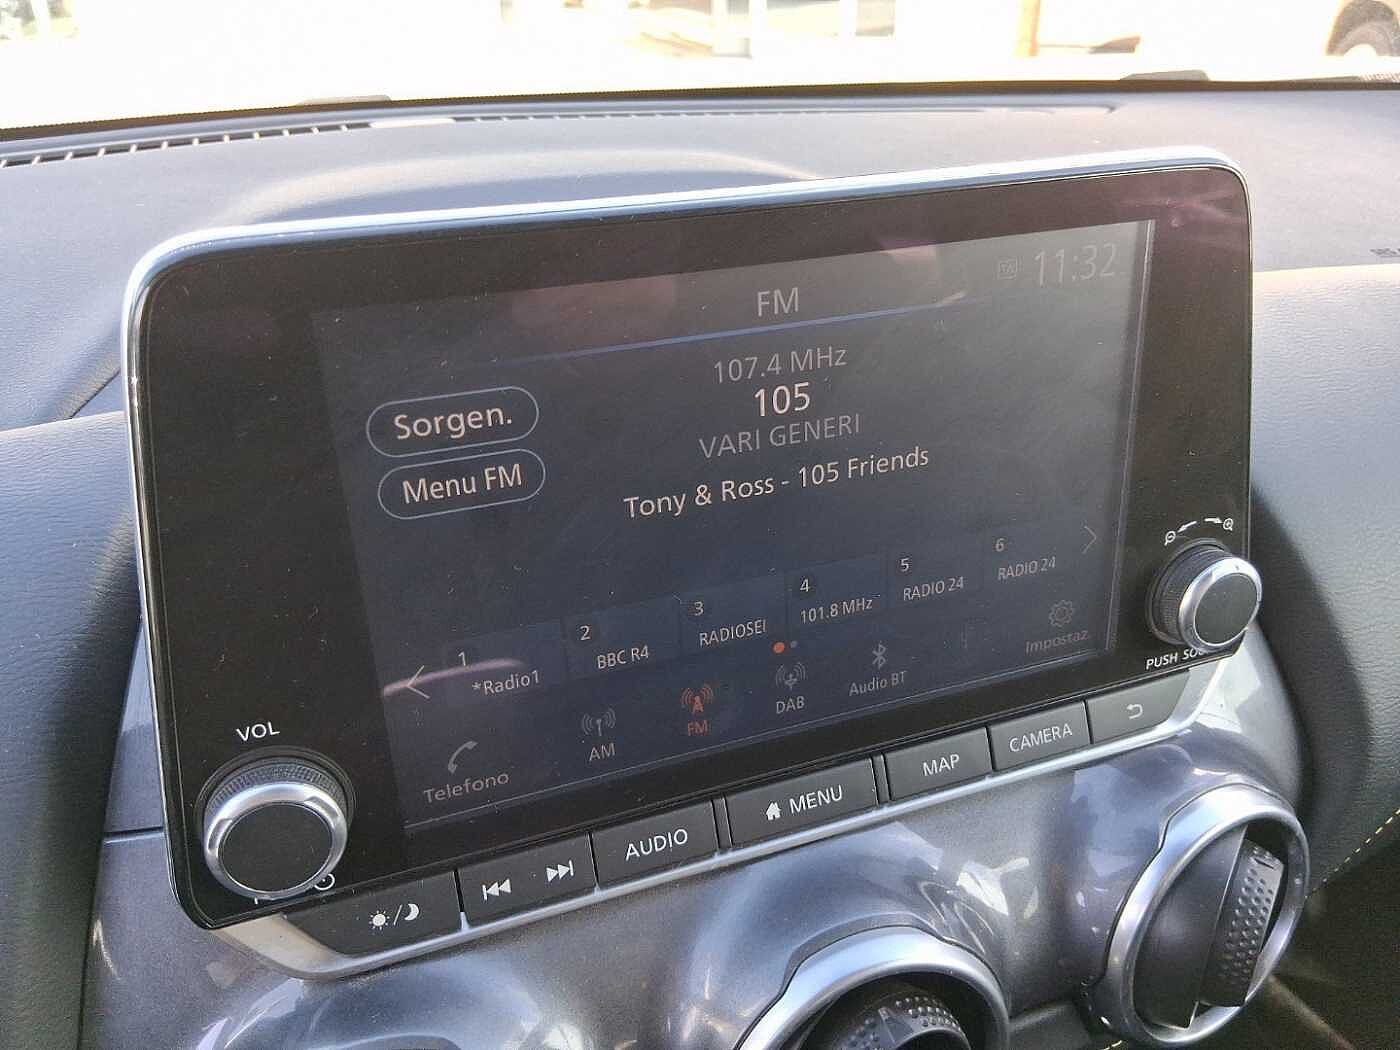 TA 11:32
FM
107.4 MHz
105
VARI GENERI
Tony & Ross - 105 Friends
Sorgen.
Menu FM
1
*Radio1
2
BBC R4
3
RADIOSEI
4
101.8 MHz
5
RADIO 24
6
RADIO 24
Telefono
AM
FM
DAB
Audio BT
Impostaz.
VOL
PUSH
AUDIO
MENU
MAP
CAMERA